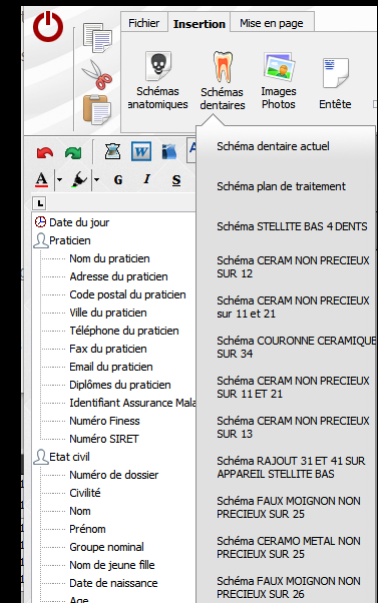 Fichier Insertion Mise en page
Schémas
anatomiques
Schémas
dentaires
Images
Photos
Entête
W
A
A G I S
L
Date du jour
Praticien
Nom du praticien
Adresse du praticien
Code postal du praticien
Ville du praticien
Téléphone du praticien
Fax du praticien
Email du praticien
Diplômes du praticien
Identifiant Assurance Mala
Numéro Finess
Numéro SIRET
Etat civil
Numéro de dossier
Civilité
Nom
Prénom
Groupe nominal
Nom de jeune fille
Date de naissance
Age
Schéma dentaire actuel
Schéma plan de traitement
Schéma STELLITE BAS 4 DENTS
Schéma CERAM NON PRECIEUX
SUR 12
Schéma CERAM NON PRECIEUX
sur 11 et 21
Schéma COURONNE CERAMIQUE
SUR 34
Schéma CERAM NON PRECIEUX
SUR 11 ET 21
Schéma CERAM NON PRECIEUX
SUR 13
Schéma RAJOUT 31 ET 41 SUR
APPAREIL STELLITE BAS
Schéma FAUX MOIGNON NON
PRECIEUX SUR 25
Schéma CERAMO METAL NON
PRECIEUX SUR 25
Schéma FAUX MOIGNON NON
PRECIEUX SUR 26